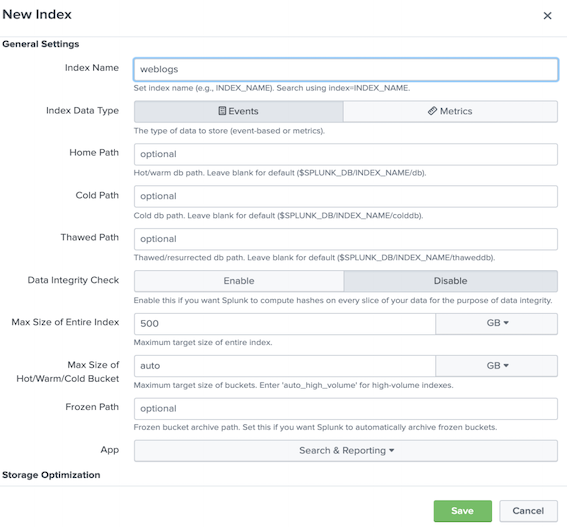 New Index
General Settings
Index Name
weblogs
Set index name (e.g., INDEX_NAME). Search using index=INDEX_NAME.
Index Data Type
Events
Metrics
The type of data to store (event-based or metrics).
Home Path
optional
Hot/warm db path. Leave blank for default ($SPLUNK_DB/INDEX_NAME/db).
Cold Path
optional
Cold db path. Leave blank for default ($SPLUNK_DB/INDEX_NAME/colddb).
Thawed Path
optional
Thawed/resurrected db path. Leave blank for default ($SPLUNK_DB/INDEX_NAME/thaweddb).
Data Integrity Check
Enable
Disable
Enable this if you want Splunk to compute hashes on every slice of your data for the purpose of data integrity.
Max Size of Entire Index
500
GB
Maximum target size of entire index.
Max Size of
Hot/Warm/Cold Bucket
auto
GB
Maximum target size of buckets. Enter 'auto_high_volume' for high-volume indexes.
Frozen Path
optional
Frozen bucket archive path. Set this if you want Splunk to automatically archive frozen buckets.
App
Search & Reporting
Storage Optimization
Save
Cancel